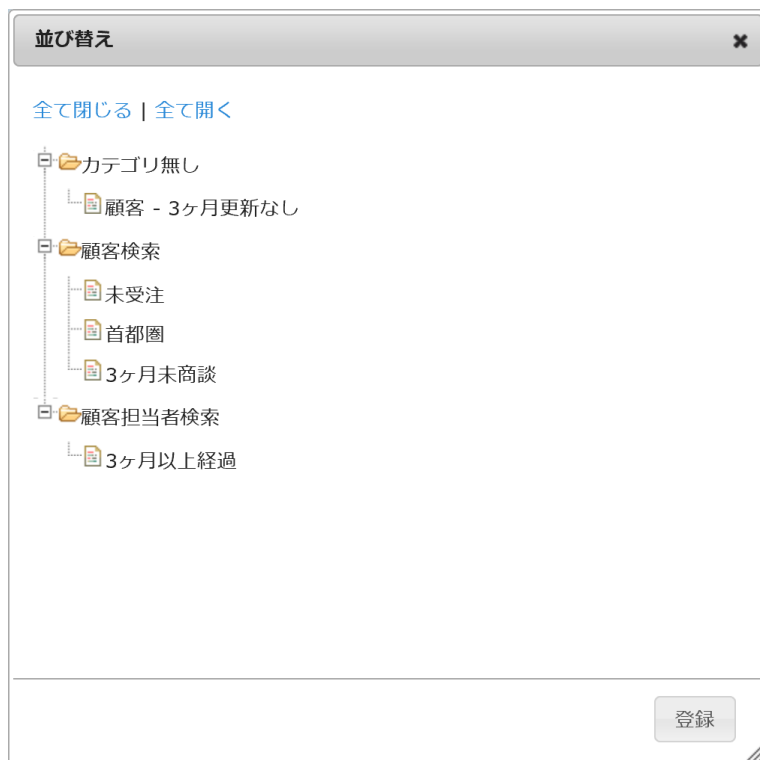 並び替え
全て閉じる | 全て開く
カテゴリ無し
顧客 - 3ヶ月更新なし
顧客検索
未受注
首都圏
3ヶ月未商談
顧客担当者検索
3ヶ月以上経過
登録